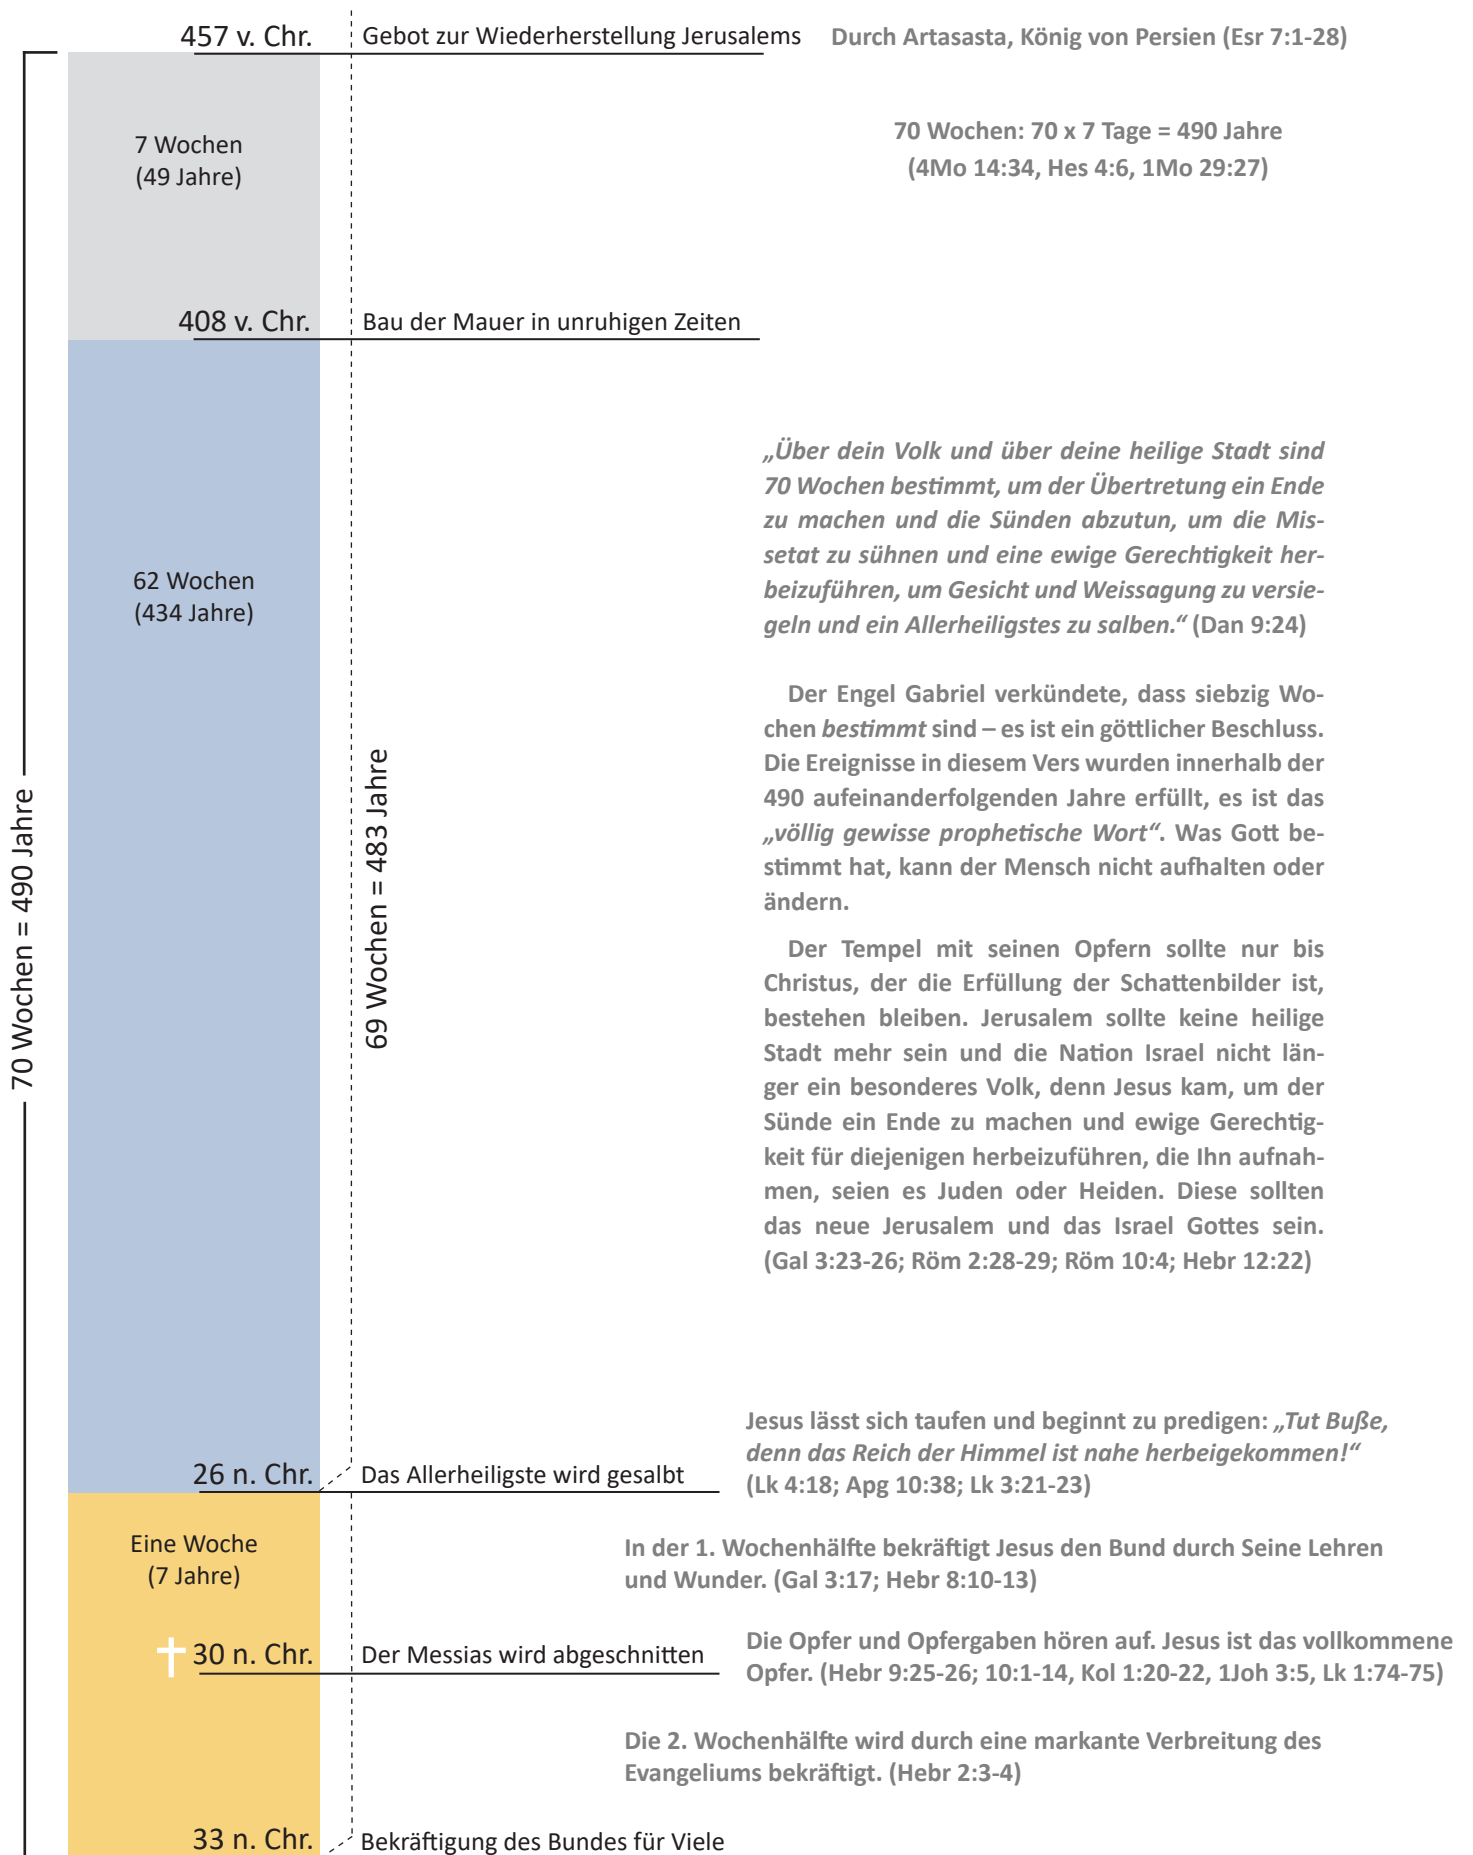 457 v. Chr.
Gebot zur Wiederherstellung Jerusalems
Durch Artasasta, König von Persien (Esr 7:1-28)
7 Wochen
(49 Jahre)
70 Wochen: 70 x 7 Tage = 490 Jahre
(4Mo 14:34, Hes 4:6, 1Mo 29:27)
408 v. Chr.
Bau der Mauer in unruhigen Zeiten
62 Wochen
(434 Jahre)
70 Wochen = 490 Jahre
69 Wochen = 483 Jahre
„Über dein Volk und über deine heilige Stadt sind
70 Wochen bestimmt, um der Übertretung ein Ende
zu machen und die Sünden abzutun, um die Mis-
setat zu sühnen und eine ewige Gerechtigkeit her-
beizuführen, um Gesicht und Weissagung zu versie-
geln und ein Allerheiligstes zu salben.“ (Dan 9:24)
Der Engel Gabriel verkündete, dass siebzig Wo-
chen bestimmt sind – es ist ein göttlicher Beschluss.
Die Ereignisse in diesem Vers wurden innerhalb der
490 aufeinanderfolgenden Jahre erfüllt, es ist das
„völlig gewisse prophetische Wort“. Was Gott be-
stimmt hat, kann der Mensch nicht aufhalten oder
ändern.
Der Tempel mit seinen Opfern sollte nur bis
Christus, der die Erfüllung der Schattenbilder ist,
bestehen bleiben. Jerusalem sollte keine heilige
Stadt mehr sein und die Nation Israel nicht län-
ger ein besonderes Volk, denn Jesus kam, um der
Sünde ein Ende zu machen und ewige Gerechtig-
keit für diejenigen herbeizuführen, die Ihn aufnah-
men, seien es Juden oder Heiden. Diese sollten
das neue Jerusalem und das Israel Gottes sein.
(Gal 3:23-26; Röm 2:28-29; Röm 10:4; Hebr 12:22)
26 n. Chr.
Das Allerheiligste wird gesalbt
Jesus lässt sich taufen und beginnt zu predigen: „Tut Buße,
denn das Reich der Himmel ist nahe herbeigekommen!“
(Lk 4:18; Apg 10:38; Lk 3:21-23)
Eine Woche
(7 Jahre)
In der 1. Wochenhälfte bekräftigt Jesus den Bund durch Seine Lehren
und Wunder. (Gal 3:17; Hebr 8:10-13)
30 n. Chr.
Der Messias wird abgeschnitten
Die Opfer und Opfergaben hören auf. Jesus ist das vollkommene
Opfer. (Hebr 9:25-26; 10:1-14, Kol 1:20-22, 1Joh 3:5, Lk 1:74-75)
Die 2. Wochenhälfte wird durch eine markante Verbreitung des
Evangeliums bekräftigt. (Hebr 2:3-4)
33 n. Chr.
Bekräftigung des Bundes für Viele